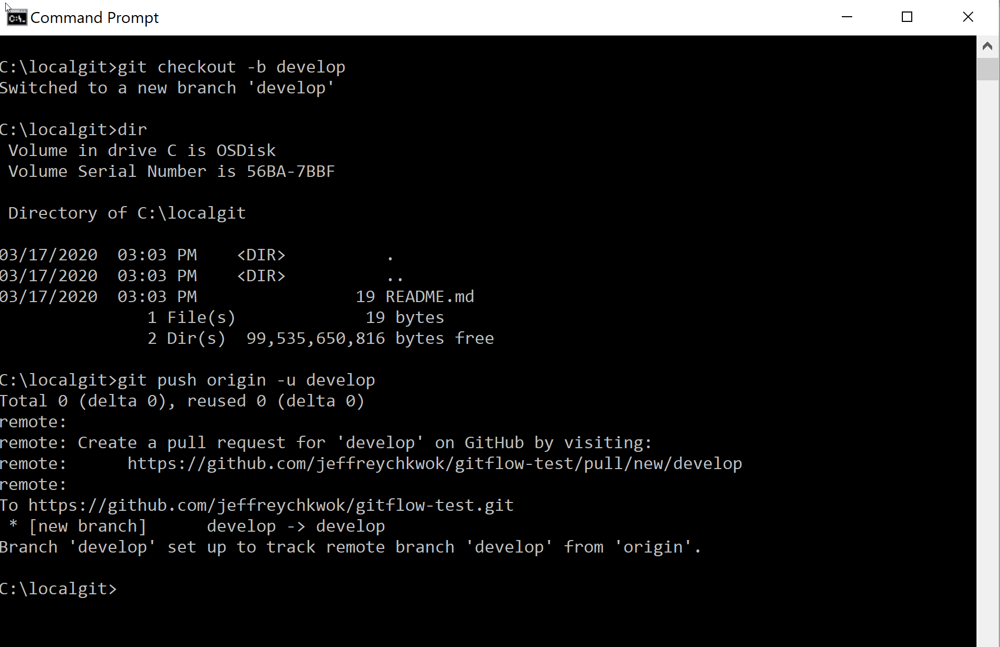 Command Prompt
C:\localgit>git checkout -b develop
Switched to a new branch 'develop'
C:\localgit>dir
 Volume in drive C is OSDisk
 Volume Serial Number is 56BA-7BBF
 Directory of C:\localgit
03/17/2020  03:03 PM    <DIR>          .
03/17/2020  03:03 PM    <DIR>          ..
03/17/2020  03:03 PM                19 README.md
               1 File(s)             19 bytes
               2 Dir(s)  99,535,650,816 bytes free
C:\localgit>git push origin -u develop
Total 0 (delta 0), reused 0 (delta 0)
remote:
remote: Create a pull request for 'develop' on GitHub by visiting:
remote:      https://github.com/jeffreychkwok/gitflow-test/pull/new/develop
remote:
To https://github.com/jeffreychkwok/gitflow-test.git
 * [new branch]      develop -> develop
Branch 'develop' set up to track remote branch 'develop' from 'origin'.
C:\localgit>